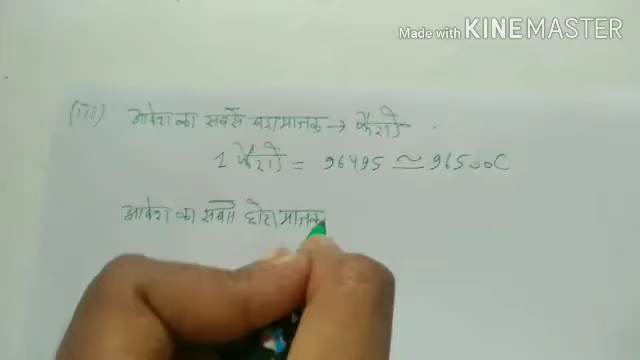 Made with KINEMASTER
(iii) आवेश का सबसे बड़ा मात्रक → फैराडे
1 फैराडे = 96495 ≃ 96500C
आवेश का सबसे छोटा मात्रक